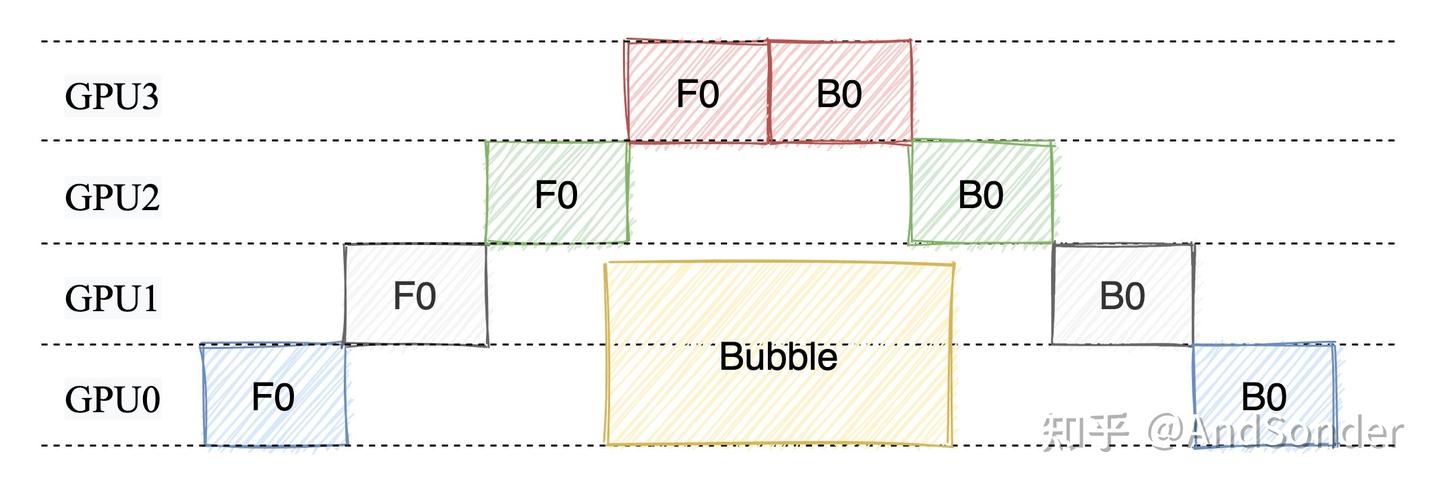 GPU3 F0 B0
GPU2 F0 B0
GPU1 F0 B0
Bubble
GPU0 F0 B0
知乎 @AndSonder